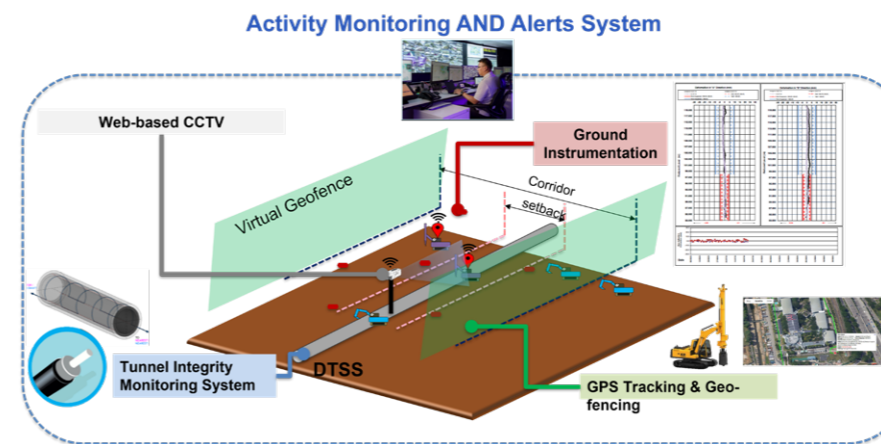 Activity Monitoring AND Alerts System
Web-based CCTV
Ground
Instrumentation
Virtual Geofence
Corridor
setback
Tunnel Integrity
Monitoring System
DTSS
GPS Tracking & Geo-
fencing